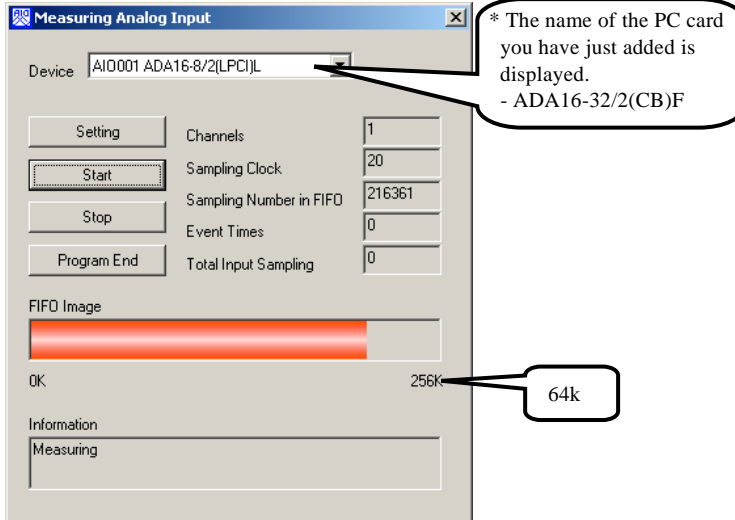 Measuring Analog Input
* The name of the PC card
you have just added is
displayed.
- ADA16-32/2(CB)F
Device AIO001 ADA16-8/2(LPCI)L
Setting
Start
Stop
Program End
Channels 1
Sampling Clock 20
Sampling Number in FIFO 216361
Event Times 0
Total Input Sampling 0
FIFO Image
0K 256K
64k
Information
Measuring